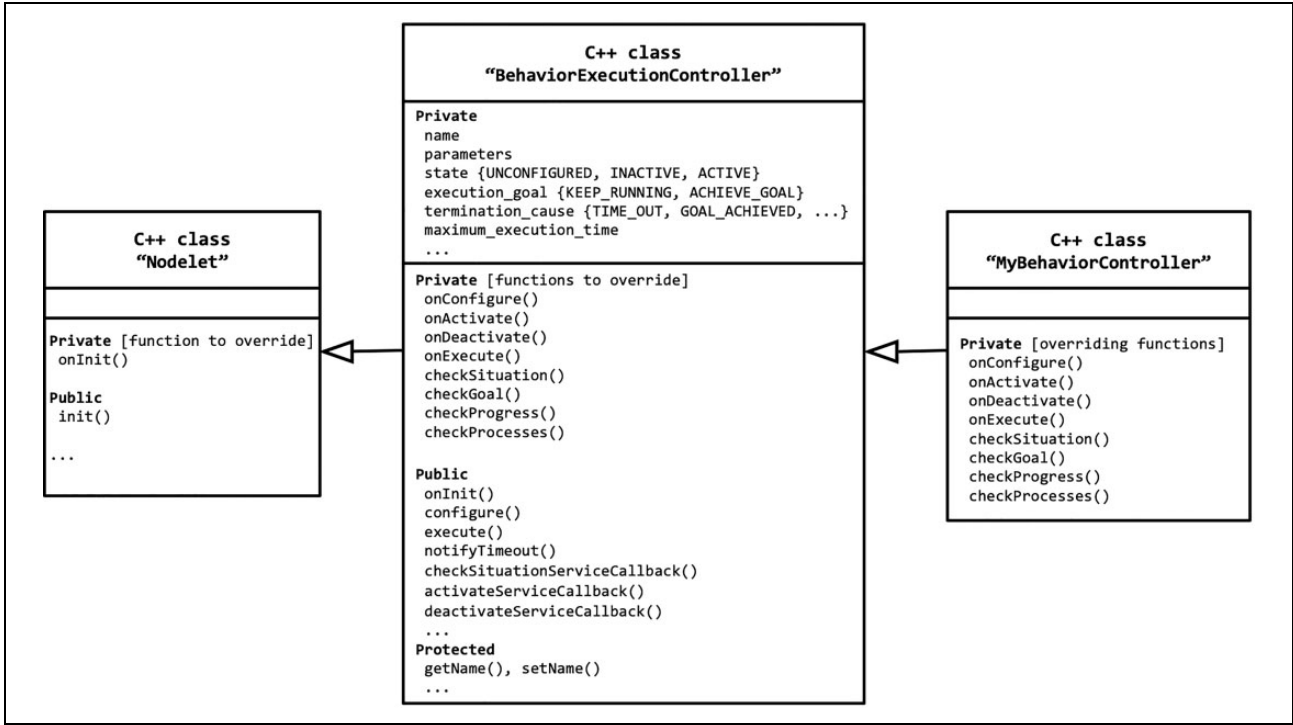 C++ class
“Nodelet”
Private [function to override]
onInit()
Public
init()
...
C++ class
“BehaviorExecutionController”
Private
name
parameters
state {UNCONFIGURED, INACTIVE, ACTIVE}
execution_goal {KEEP_RUNNING, ACHIEVE_GOAL}
termination_cause {TIME_OUT, GOAL_ACHIEVED, ...}
maximum_execution_time
...
Private [functions to override]
onConfigure()
onActivate()
onDeactivate()
onExecute()
checkSituation()
checkGoal()
checkProgress()
checkProcesses()
Public
onInit()
configure()
execute()
notifyTimeout()
checkSituationServiceCallback()
activateServiceCallback()
deactivateServiceCallback()
...
Protected
getName(), setName()
...
C++ class
“MyBehaviorController”
Private [overriding functions]
onConfigure()
onActivate()
onDeactivate()
onExecute()
checkSituation()
checkGoal()
checkProgress()
checkProcesses()